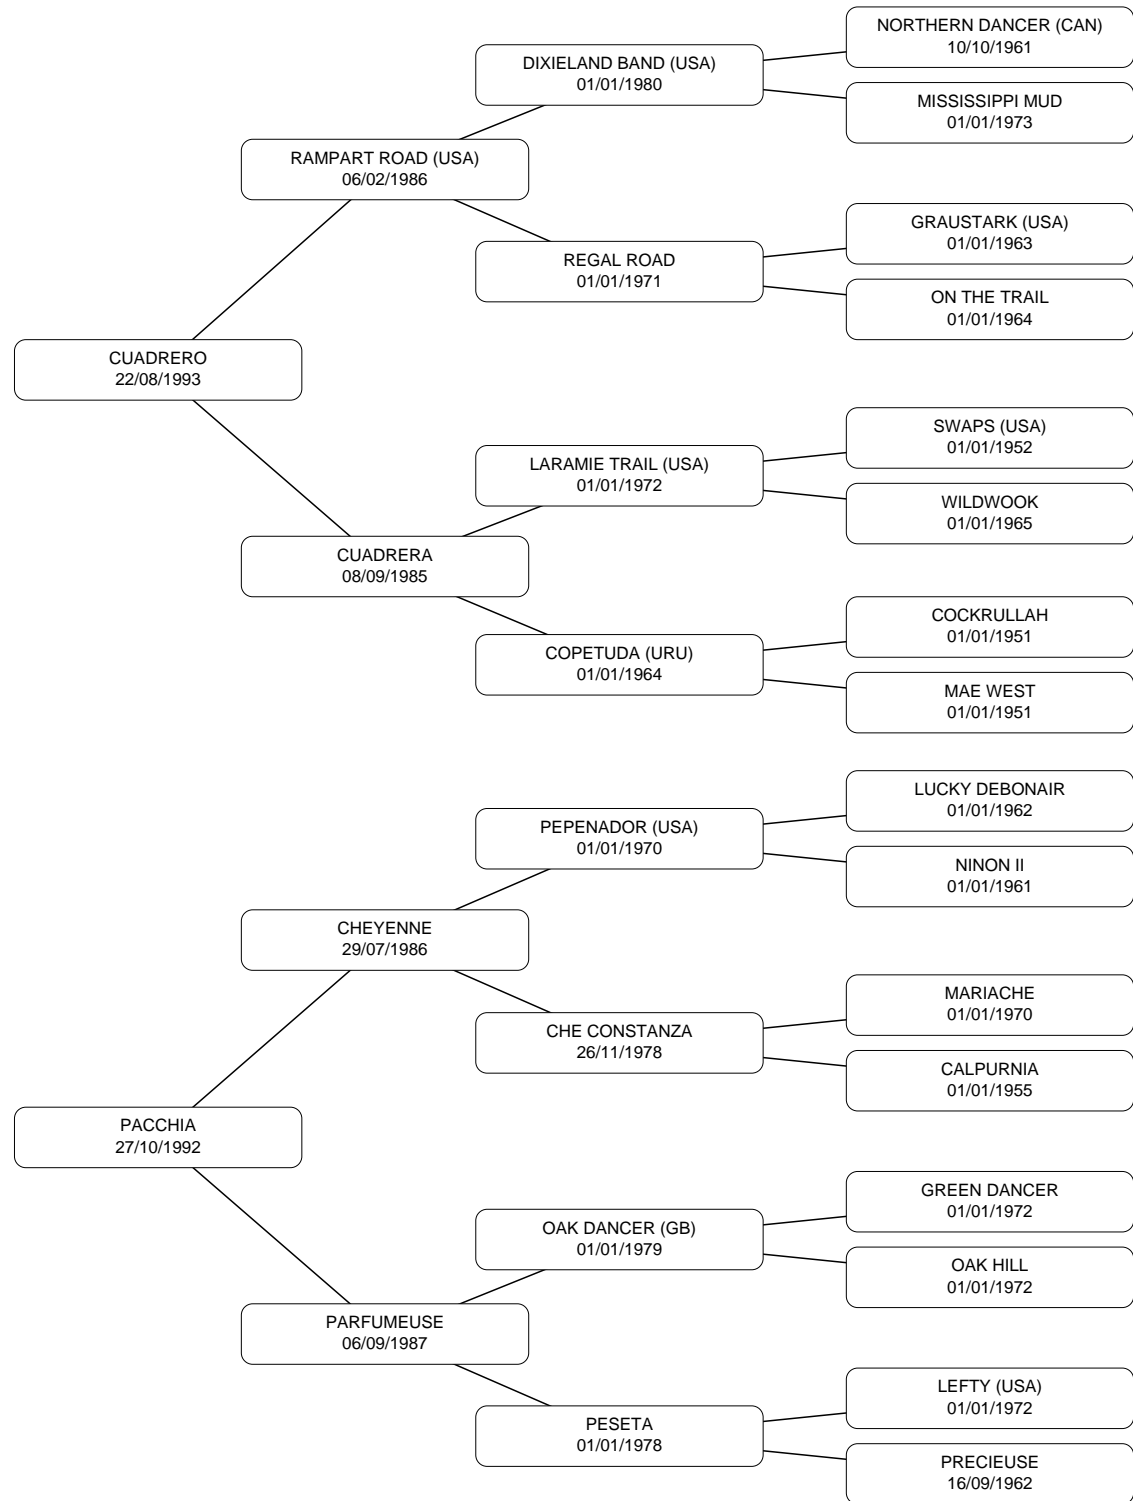 NORTHERN DANCER (CAN)
10/10/1961
DIXIELAND BAND (USA)
01/01/1980
MISSISSIPPI MUD
01/01/1973
RAMPART ROAD (USA)
06/02/1986
GRAUSTARK (USA)
01/01/1963
REGAL ROAD
01/01/1971
ON THE TRAIL
01/01/1964
CUADRERO
22/08/1993
SWAPS (USA)
01/01/1952
LARAMIE TRAIL (USA)
01/01/1972
WILDWOOK
01/01/1965
CUADRERA
08/09/1985
COCKRULLAH
01/01/1951
COPETUDA (URU)
01/01/1964
MAE WEST
01/01/1951
LUCKY DEBONAIR
01/01/1962
PEPENADOR (USA)
01/01/1970
NINON II
01/01/1961
CHEYENNE
29/07/1986
MARIACHE
01/01/1970
CHE CONSTANZA
26/11/1978
CALPURNIA
01/01/1955
PACCHIA
27/10/1992
GREEN DANCER
01/01/1972
OAK DANCER (GB)
01/01/1979
OAK HILL
01/01/1972
PARFUMEUSE
06/09/1987
LEFTY (USA)
01/01/1972
PESETA
01/01/1978
PRECIEUSE
16/09/1962